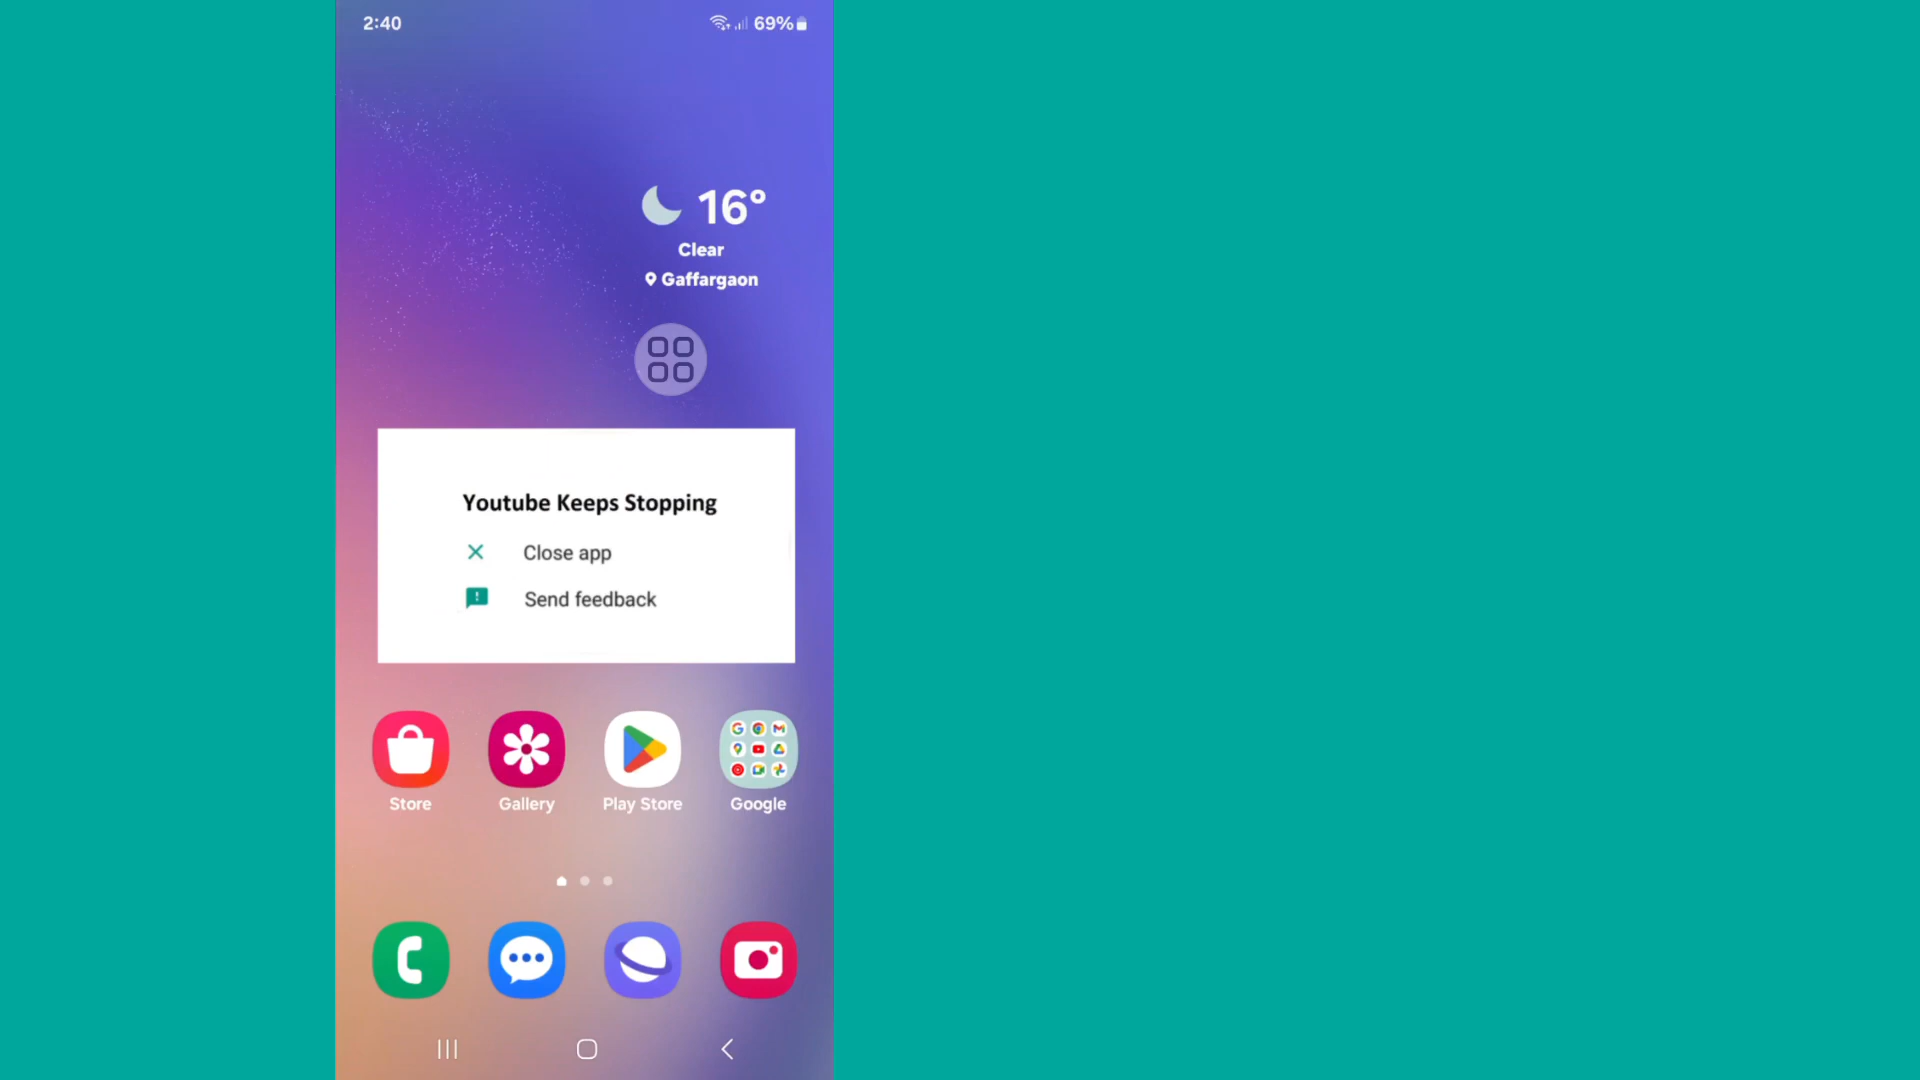 2:40
69%
16°
Clear
Gaffargaon
Youtube Keeps Stopping
Close app
Send feedback
Store
Gallery
Play Store
Google